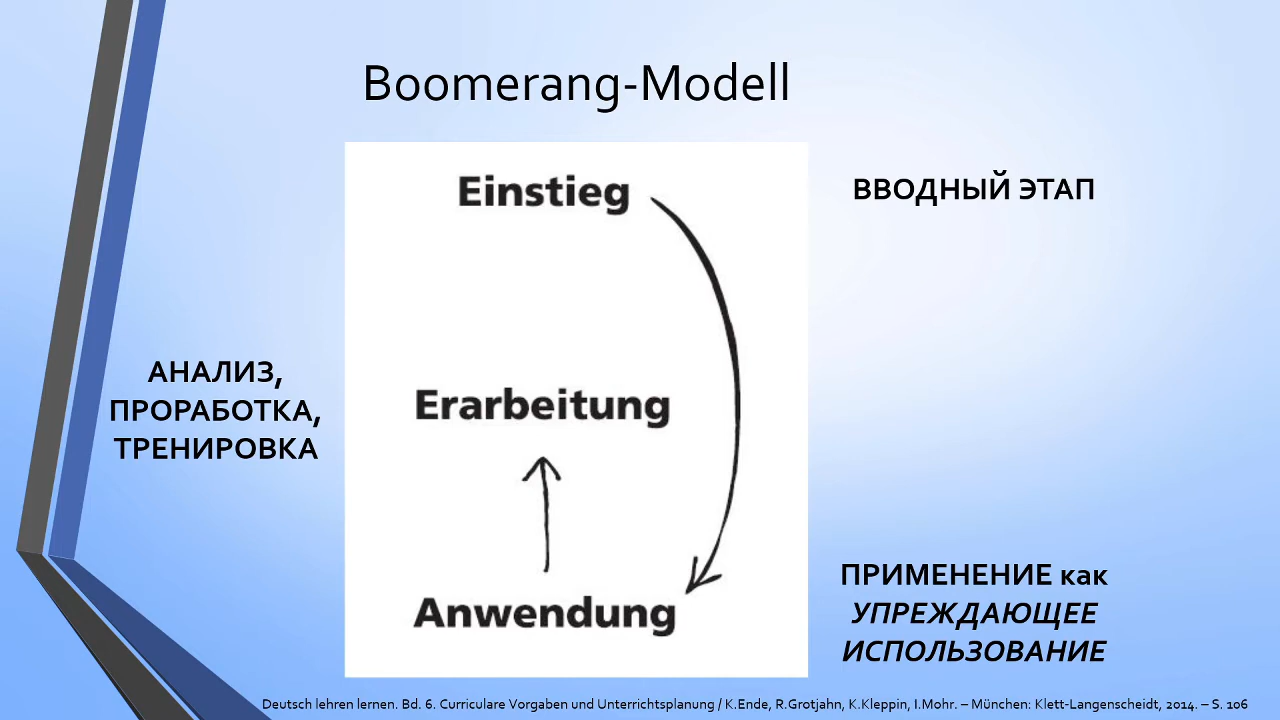 Boomerang-Modell
Einstieg
ВВОДНЫЙ ЭТАП
АНАЛИЗ,
ПРОРАБОТКА,
ТРЕНИРОВКА
Erarbeitung
Anwendung
ПРИМЕНЕНИЕ как
УПРЕЖДАЮЩЕЕ
ИСПОЛЬЗОВАНИЕ
Deutsch lehren lernen. Bd. 6. Curriculare Vorgaben und Unterrichtsplanung / K.Ende, R.Grotjahn, K.Kleppin, I.Mohr. – München: Klett-Langenscheidt, 2014. – S. 106